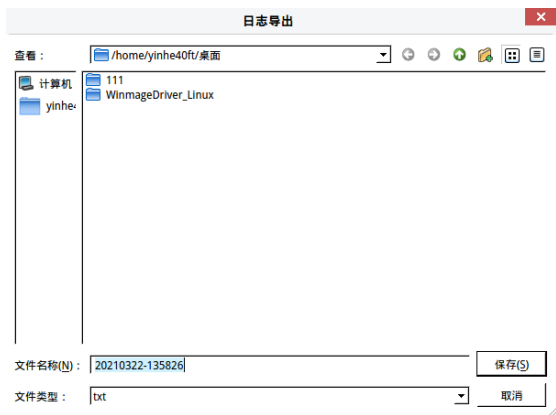 日志导出
查看：
/home/yinhe40ft/桌面
计算机
yinhe4
111
WinmageDriver_Linux
文件名称(N)：
20210322-135826
保存(S)
文件类型：
txt
取消